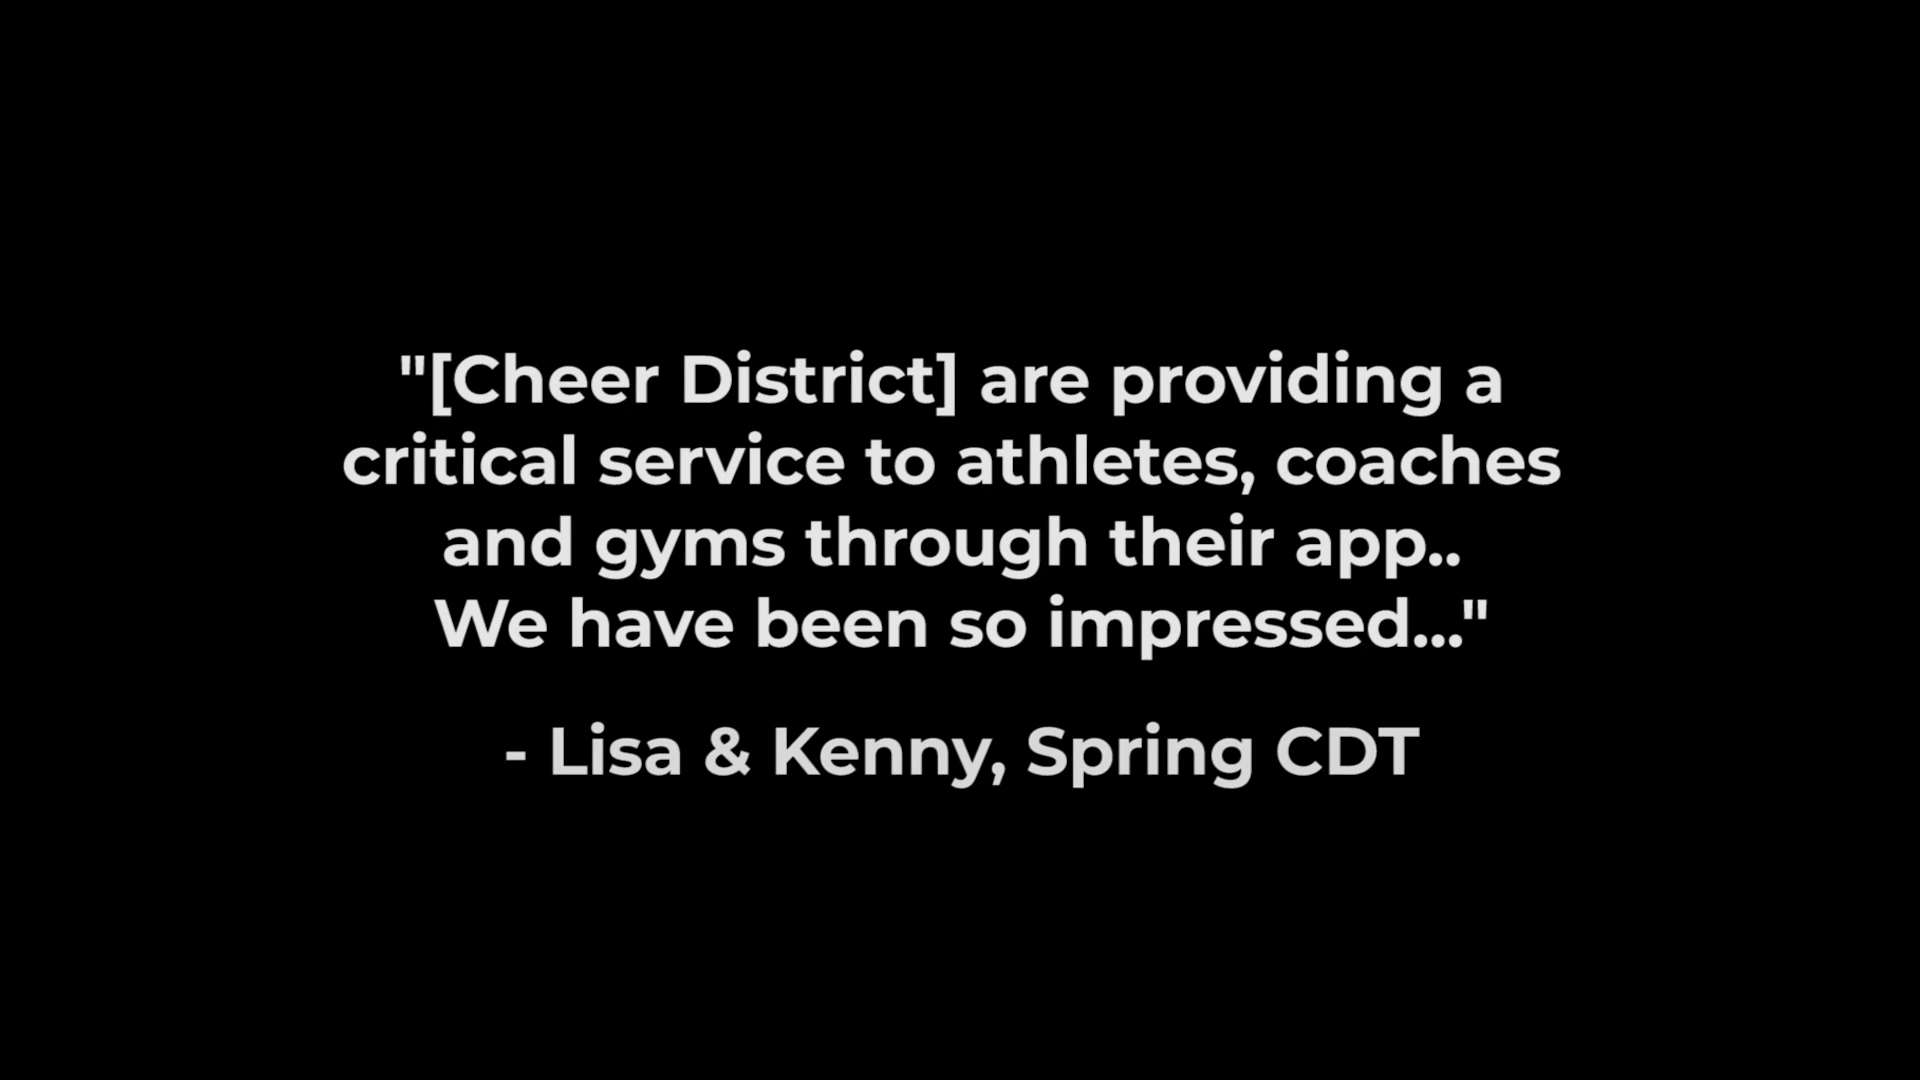 "[Cheer District] are providing a
critical service to athletes, coaches
and gyms through their app..
We have been so impressed..."
- Lisa & Kenny, Spring CDT